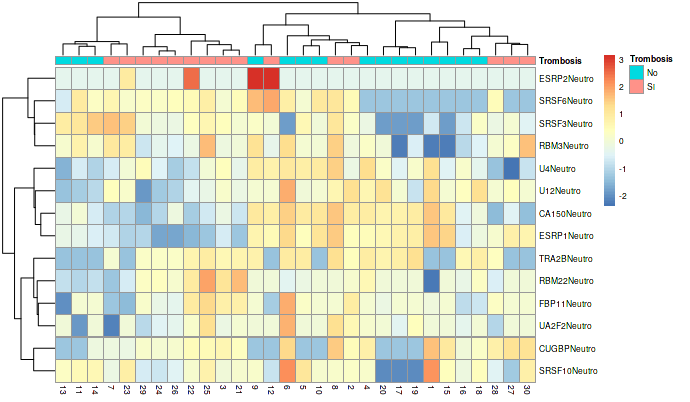 Trombosis
Trombosis
No
SI
3
2
1
0
-1
-2
ESRP2Neutro
SRSF6Neutro
SRSF3Neutro
RBM3Neutro
U4Neutro
U12Neutro
CA150Neutro
ESRP1Neutro
TRA2BNeutro
RBM22Neutro
FBP11Neutro
UA2F2Neutro
CUGBPNeutro
SRSF10Neutro
13 11 14 7 23 29 24 26 22 25 3 21 9 12 6 5 10 8 2 4 20 17 19 1 15 16 18 28 27 30